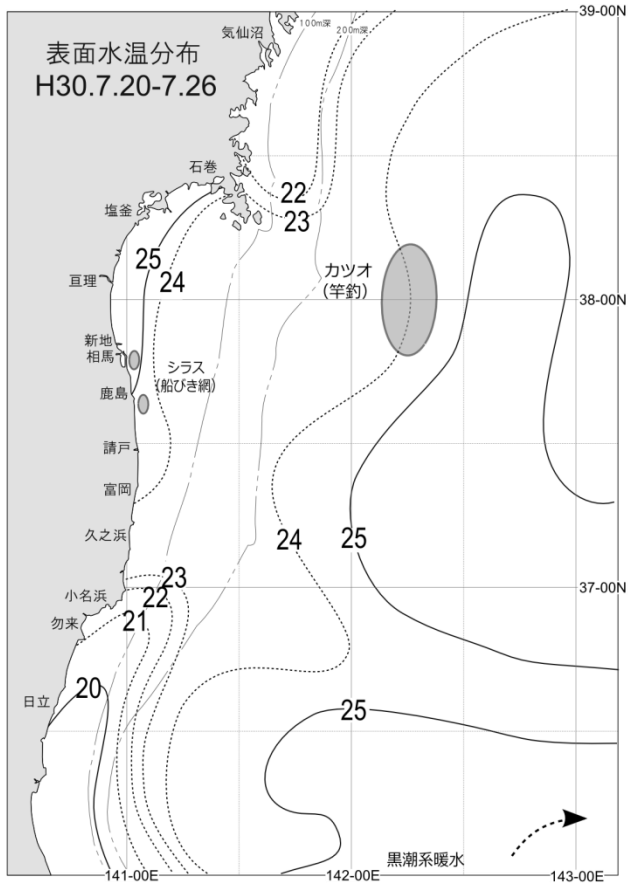 39-00N
気仙沼
100m深
200m深
表面水温分布
H30.7.20-7.26
石巻
22
塩釜
23
25
カツオ
(竿釣)
亘理
24
38-00N
新地
相馬
シラス
(船びき網)
鹿島
請戸
富岡
久之浜
24
25
23
37-00N
小名浜
22
勿来
21
20
日立
25
黒潮系暖水
141-00E
142-00E
143-00E